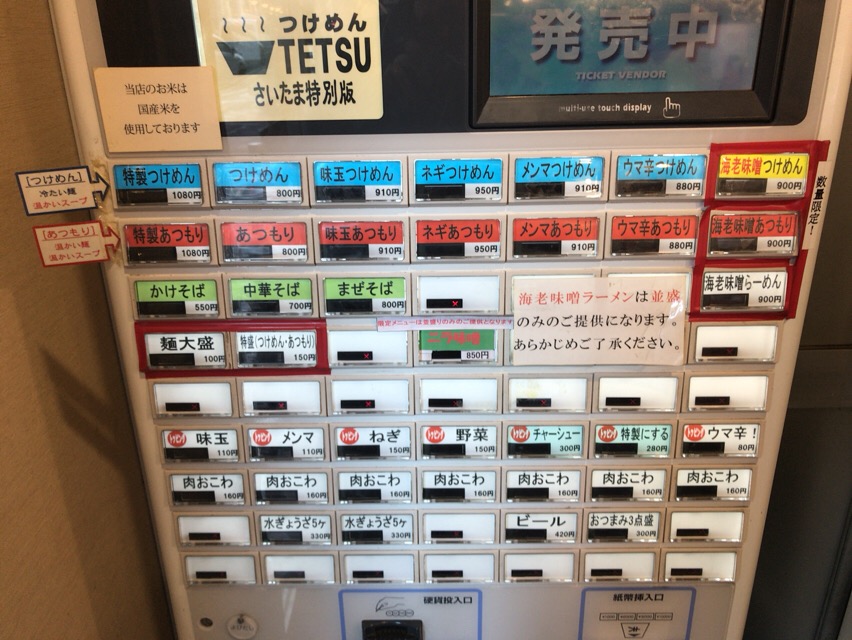 つけめん
TETSU
さいたま特別版
発売中
TICKET VENDOR
multi-use touch display
当店のお米は
国産米を
使用しております
[つけめん]
冷たい麺
温かいスープ
特製つけめん 1080円
つけめん 800円
味玉つけめん 910円
ネギつけめん 950円
メンマつけめん 910円
ウマ辛つけめん 880円
海老味噌つけめん 900円
数量限定!
[あつもり]
温かい麺
温かいスープ
特製あつもり 1080円
あつもり 800円
味玉あつもり 910円
ネギあつもり 950円
メンマあつもり 910円
ウマ辛あつもり 880円
海老味噌あつもり 900円
かけそば 550円
中華そば 700円
まぜそば 800円
海老味噌らーめん 900円
海老味噌ラーメンは並盛
のみのご提供になります。
あらかじめご了承ください。
限定メニューは並盛りのみのご提供となります
麺大盛 100円
特盛(つけめん・あつもり) 150円
850円
味玉 110円
メンマ 110円
ねぎ 150円
野菜 150円
チャーシュー 300円
特製にする 280円
ウマ辛! 80円
肉おこわ 160円
肉おこわ 160円
肉おこわ 160円
肉おこわ 160円
肉おこわ 160円
肉おこわ 160円
肉おこわ 160円
水ぎょうざ5ヶ 330円
水ぎょうざ5ヶ 330円
ビール 420円
おつまみ3点盛 300円
硬貨投入口
紙幣挿入口